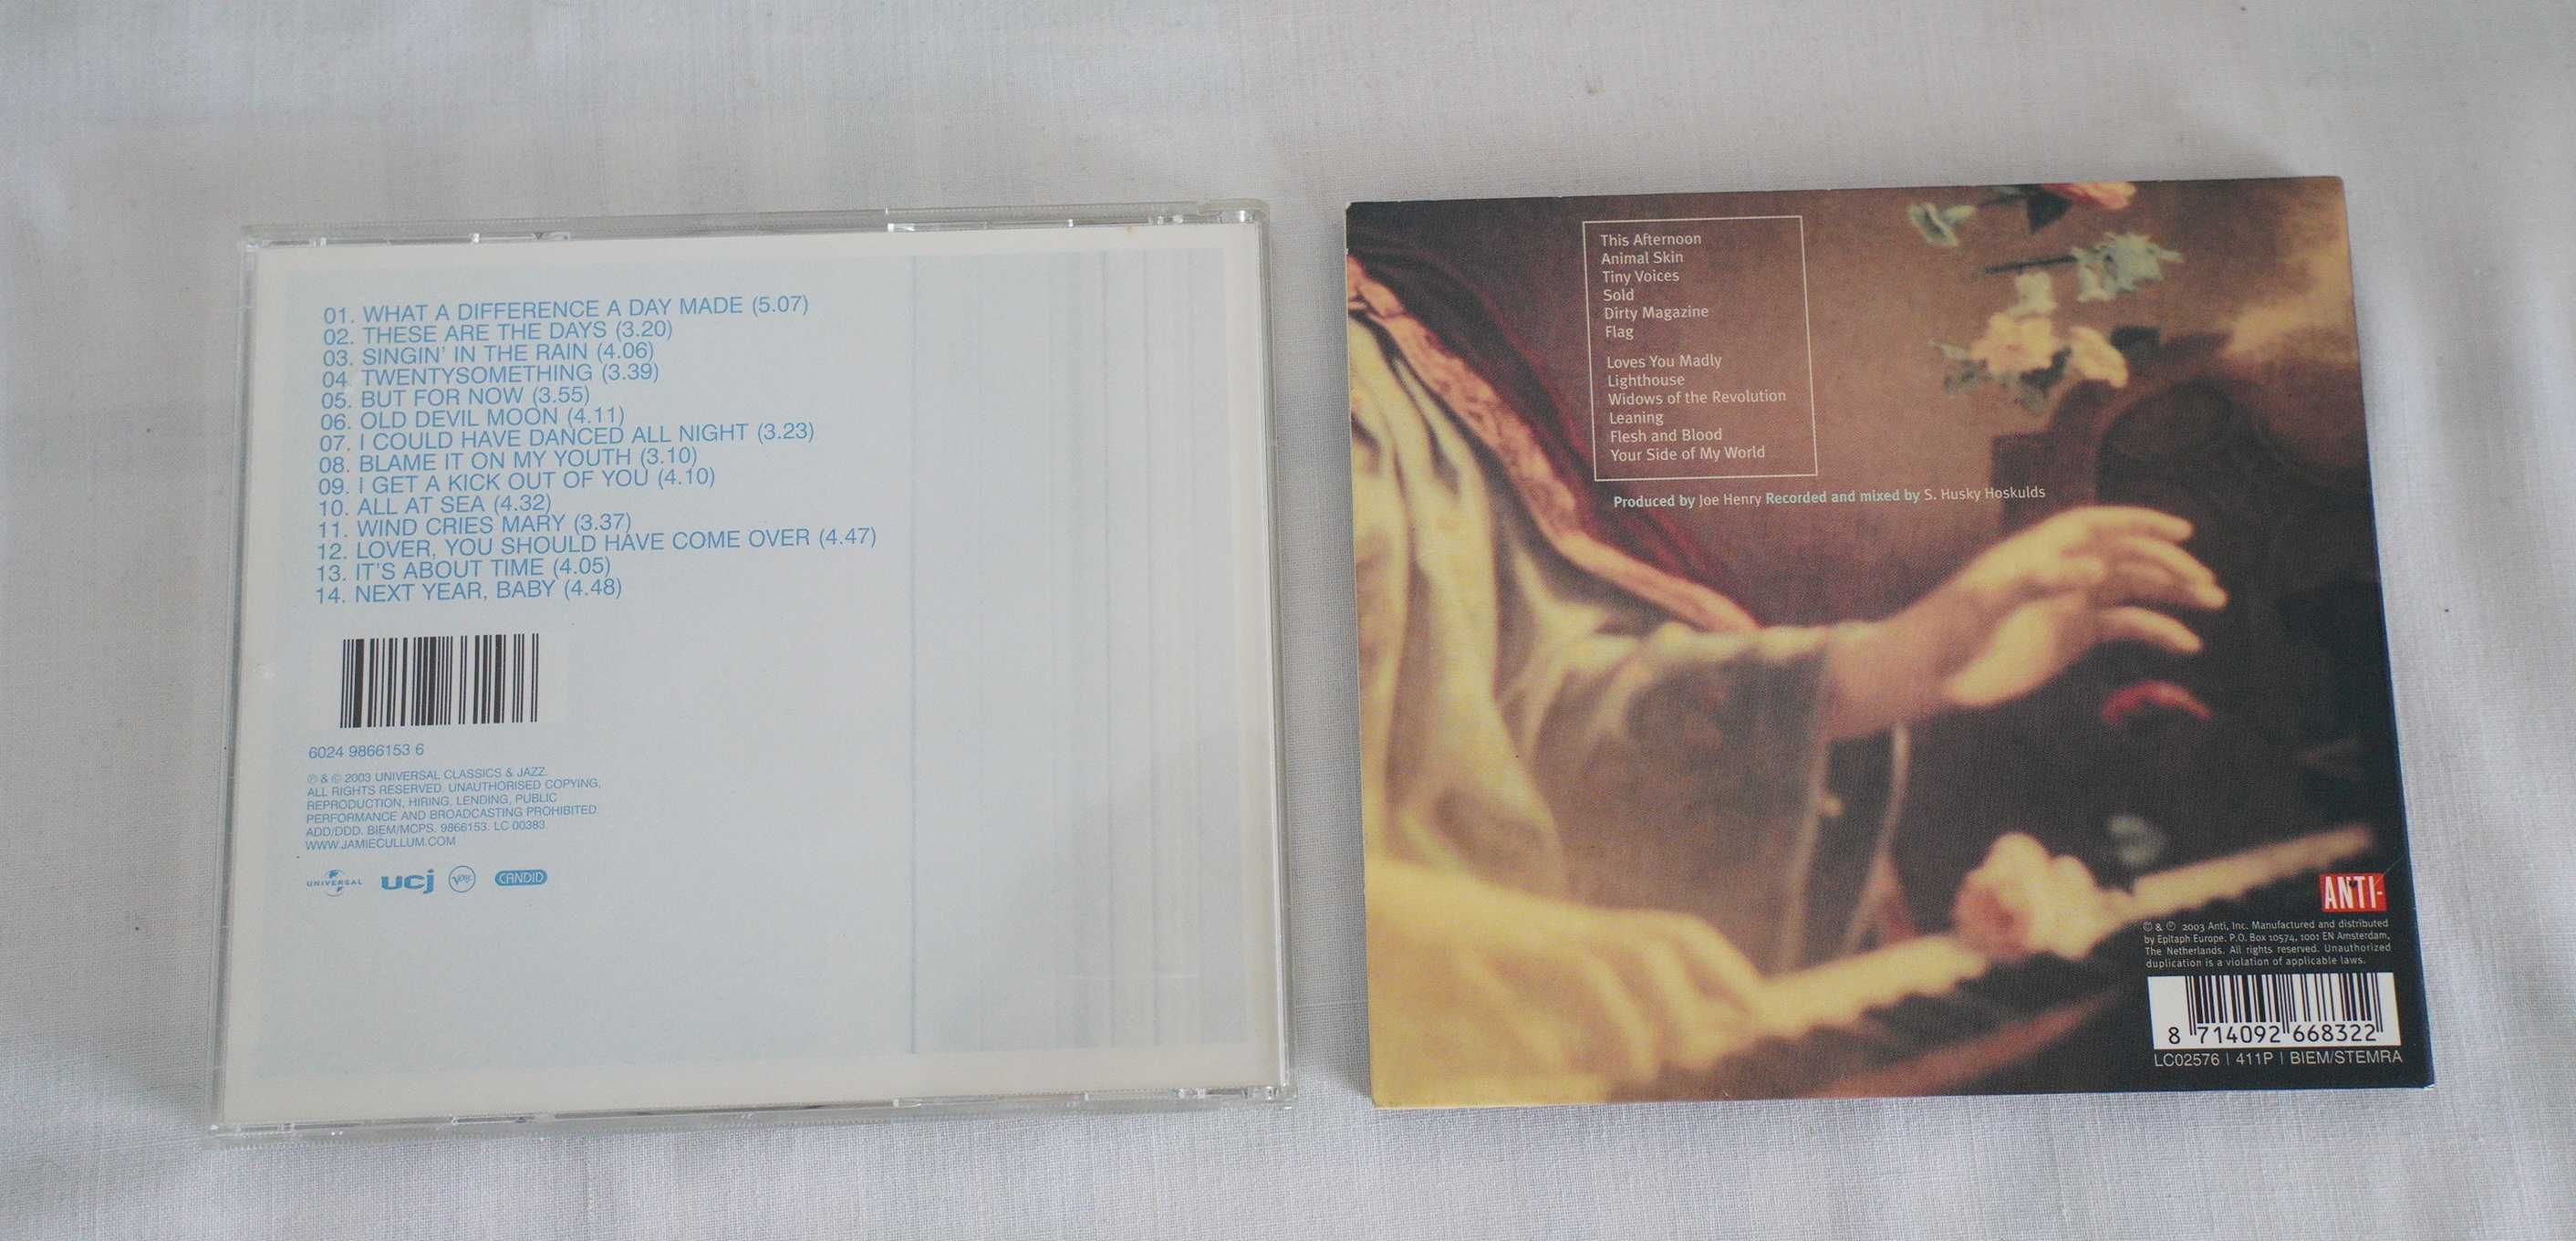 01. WHAT A DIFFERENCE A DAY MADE (5.07)
02. THESE ARE THE DAYS (3.20)
03. SINGIN' IN THE RAIN (4.06)
04. TWENTYSOMETHING (3.39)
05. BUT FOR NOW (3.55)
06. OLD DEVIL MOON (4.11)
07. I COULD HAVE DANCED ALL NIGHT (3.23)
08. BLAME IT ON MY YOUTH (3.10)
09. I GET A KICK OUT OF YOU (4.10)
10. ALL AT SEA (4.32)
11. WIND CRIES MARY (3.37)
12. LOVER, YOU SHOULD HAVE COME OVER (4.47)
13. IT'S ABOUT TIME (4.05)
14. NEXT YEAR, BABY (4.48)
6024 9866153 6
℗ & © 2003 UNIVERSAL CLASSICS & JAZZ.
ALL RIGHTS RESERVED. UNAUTHORISED COPYING,
REPRODUCTION, HIRING, LENDING, PUBLIC
PERFORMANCE AND BROADCASTING PROHIBITED.
ADD/DDD. BIEM/MCPS. 9866153. LC 00383.
WWW.JAMIECULLUM.COM
UNIVERSAL ucj Verve CANDID
This Afternoon
Animal Skin
Tiny Voices
Sold
Dirty Magazine
Flag
Loves You Madly
Lighthouse
Widows of the Revolution
Leaning
Flesh and Blood
Your Side of My World
Produced by Joe Henry Recorded and mixed by S. Husky Hoskulds
ANTI-
© & ℗ 2003 Anti, Inc. Manufactured and distributed
by Epitaph Europe. P.O. Box 10574, 1001 EN Amsterdam,
The Netherlands. All rights reserved. Unauthorized
duplication is a violation of applicable laws.
8 714092 668322
LC02576 | 411P | BIEM/STEMRA